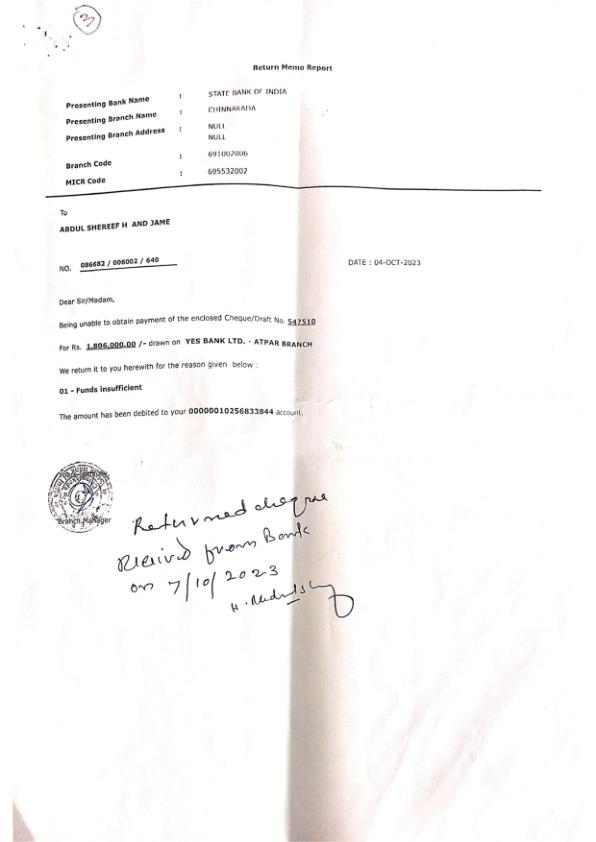 3
Return Memo Report
Presenting Bank Name : STATE BANK OF INDIA
Presenting Branch Name : CHINNAKADA
Presenting Branch Address : NULL
NULL
Branch Code : 691002006
MICR Code : 695532002
To
ABDUL SHEREEF H AND JAME
NO. 086682 / 006002 / 640
DATE : 04-OCT-2023
Dear Sir/Madam,
Being unable to obtain payment of the enclosed Cheque/Draft No. 547510
For Rs. 1,806,000.00 /- drawn on YES BANK LTD. - ATPAR BRANCH
We return it to you herewith for the reason given below :
01 - Funds insufficient
The amount has been debited to your 00000010256833844 account.
Branch Manager
Returned cheque
received from Bank
on 7/10/2023